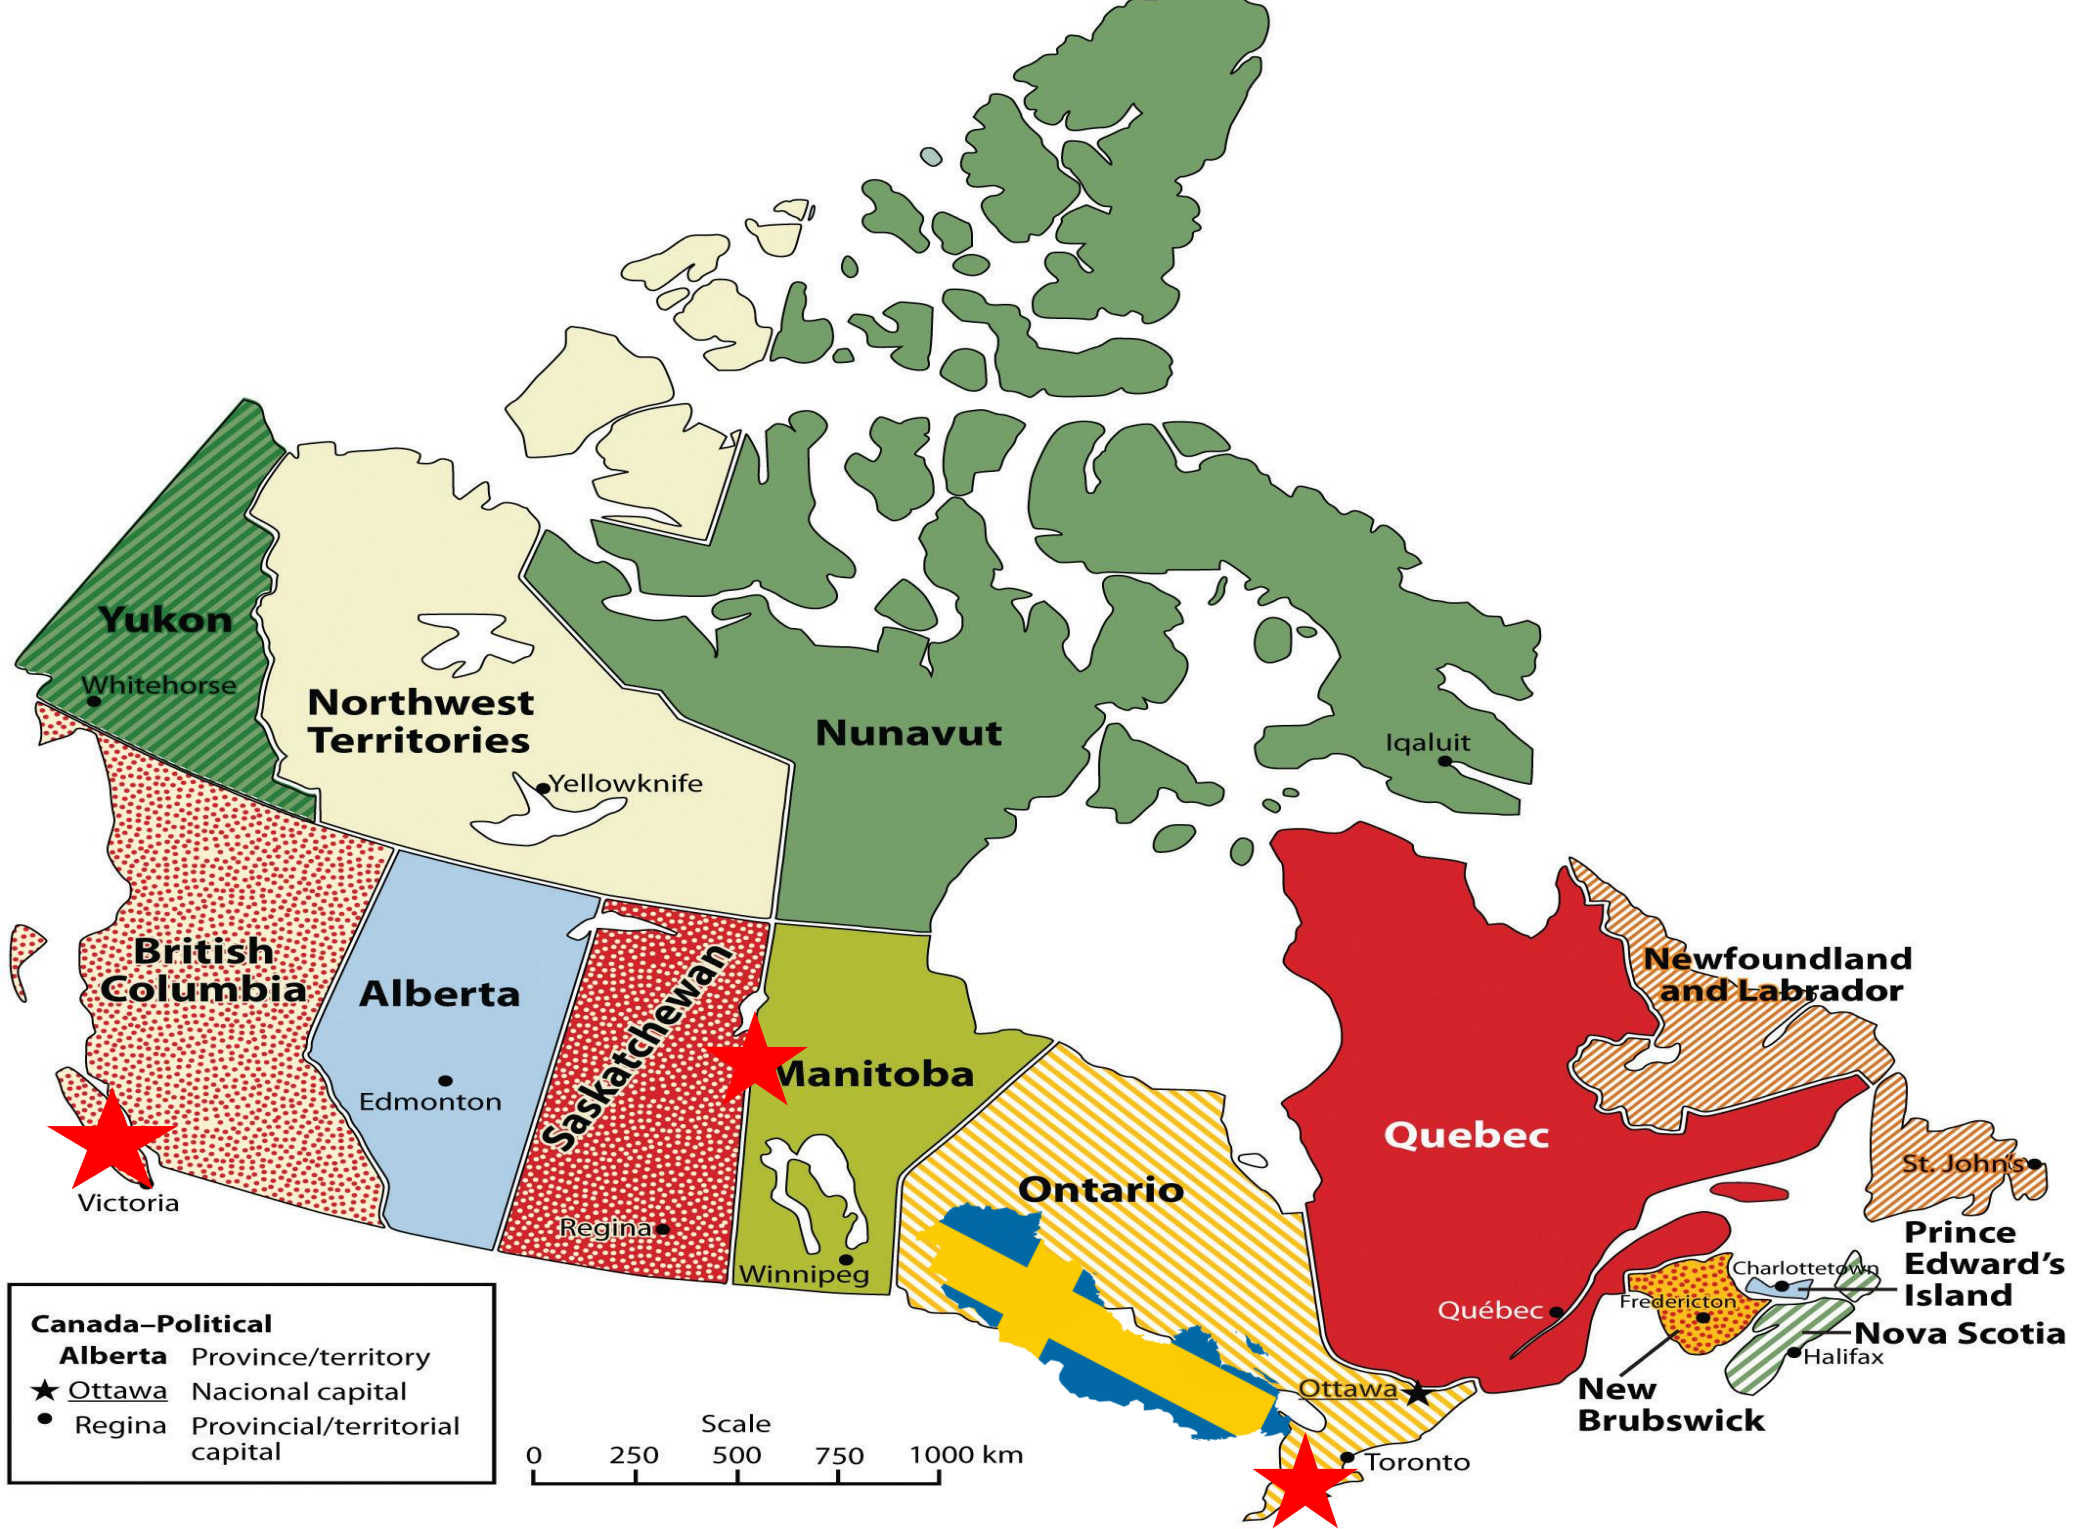 Yukon
Whitehorse
Northwest
Territories
Yellowknife
Nunavut
Iqaluit
British
Columbia
Victoria
Alberta
Edmonton
Saskatchewan
Regina
Manitoba
Winnipeg
Ontario
Ottawa
Toronto
Quebec
Québec
Newfoundland
and Labrador
St. John's
Prince
Edward's
Island
Charlottetown
Fredericton
Nova Scotia
Halifax
New
Brubswick
Canada–Political
Alberta Province/territory
Ottawa Nacional capital
Regina Provincial/territorial
capital
Scale
0 250 500 750 1000 km